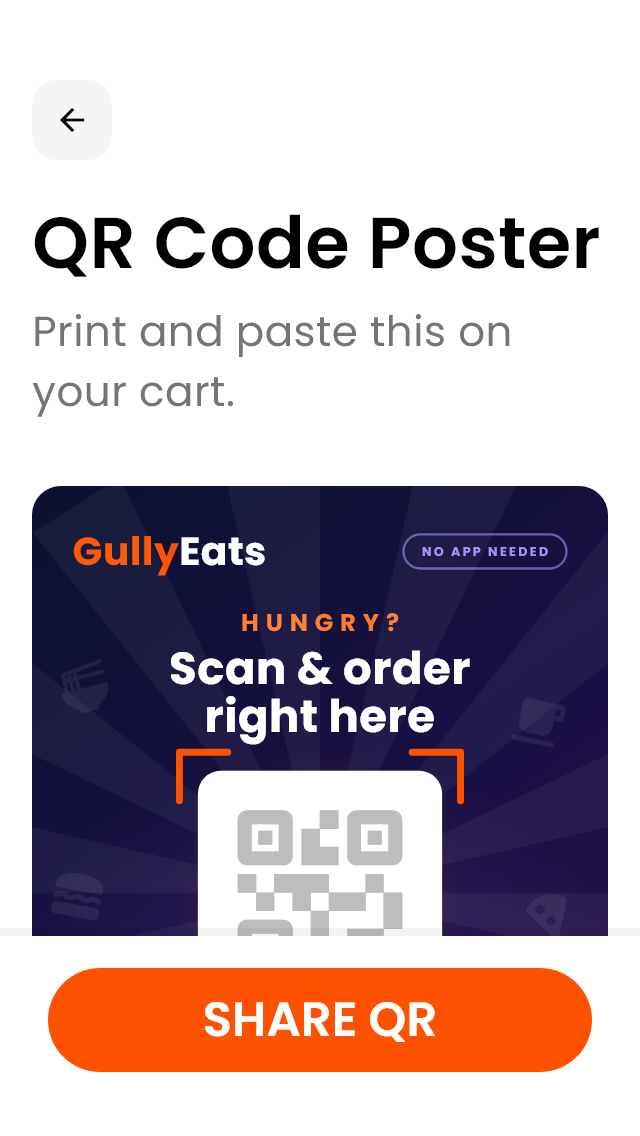 QR Code Poster
Print and paste this on
your cart.
GullyEats
NO APP NEEDED
HUNGRY?
Scan & order
right here
SHARE QR